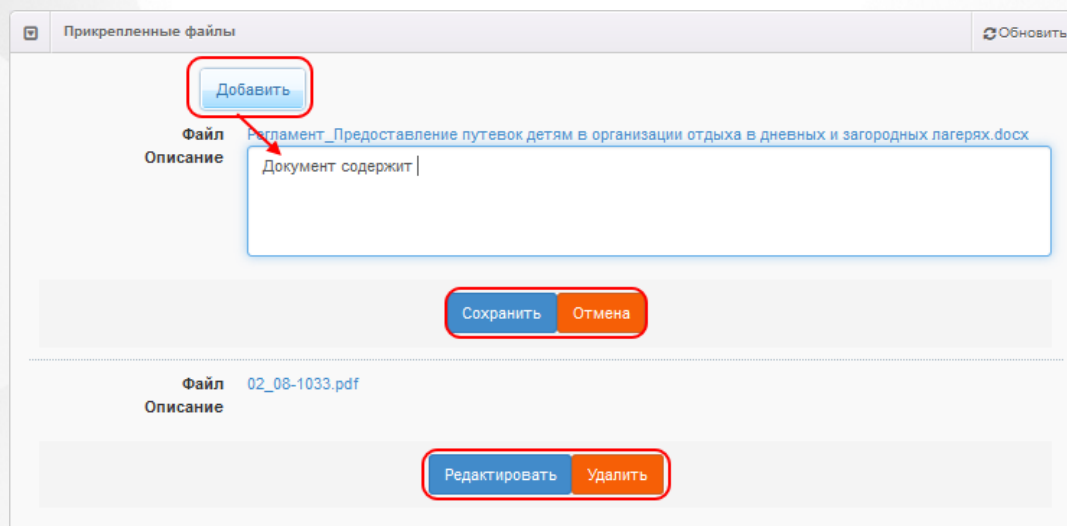 Прикрепленные файлы
Обновить
Добавить
Файл Регламент_Предоставление путевок детям в организации отдыха в дневных и загородных лагерях.docx
Описание
Документ содержит
Сохранить Отмена
Файл 02_08-1033.pdf
Описание
Редактировать Удалить